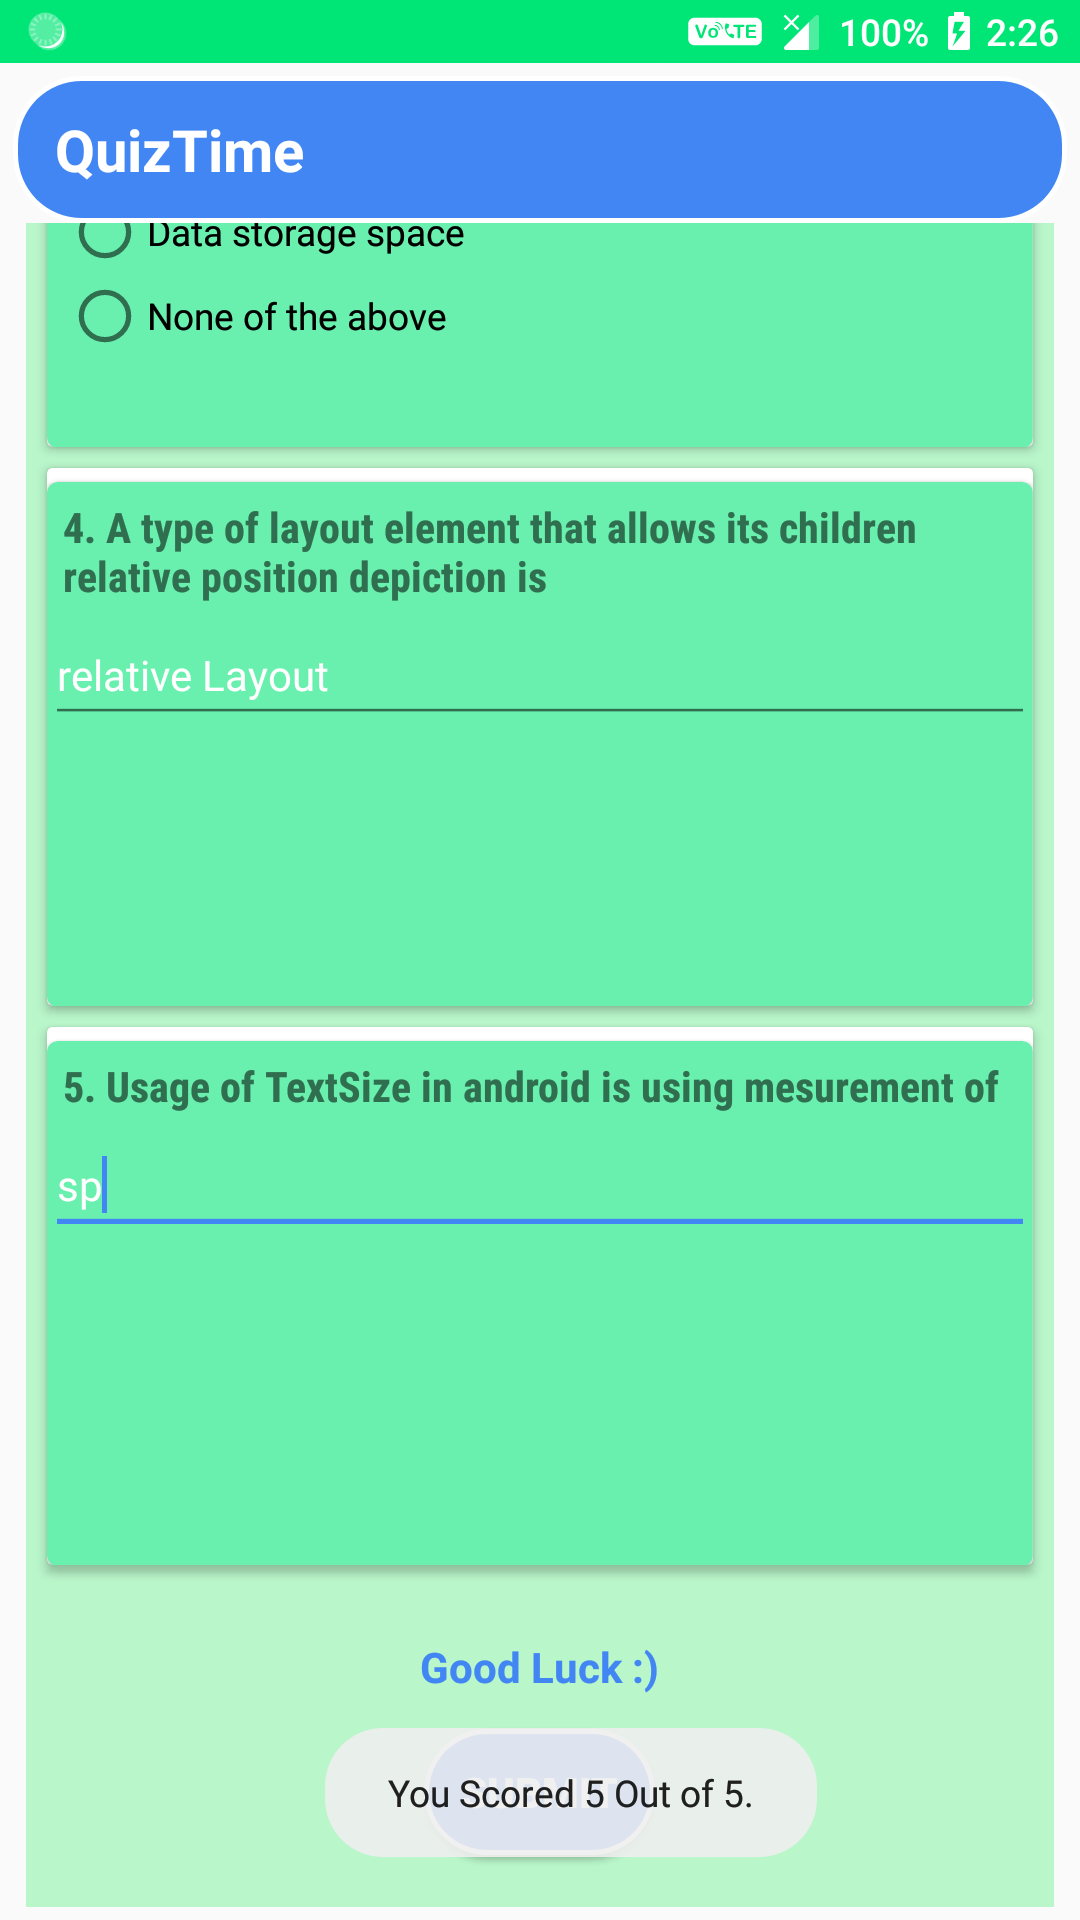 VoLTE 100% 2:26
QuizTime
Data storage space
None of the above
4. A type of layout element that allows its children
relative position depiction is
relative Layout
5. Usage of TextSize in android is using mesurement of
sp
Good Luck :)
You Scored 5 Out of 5.